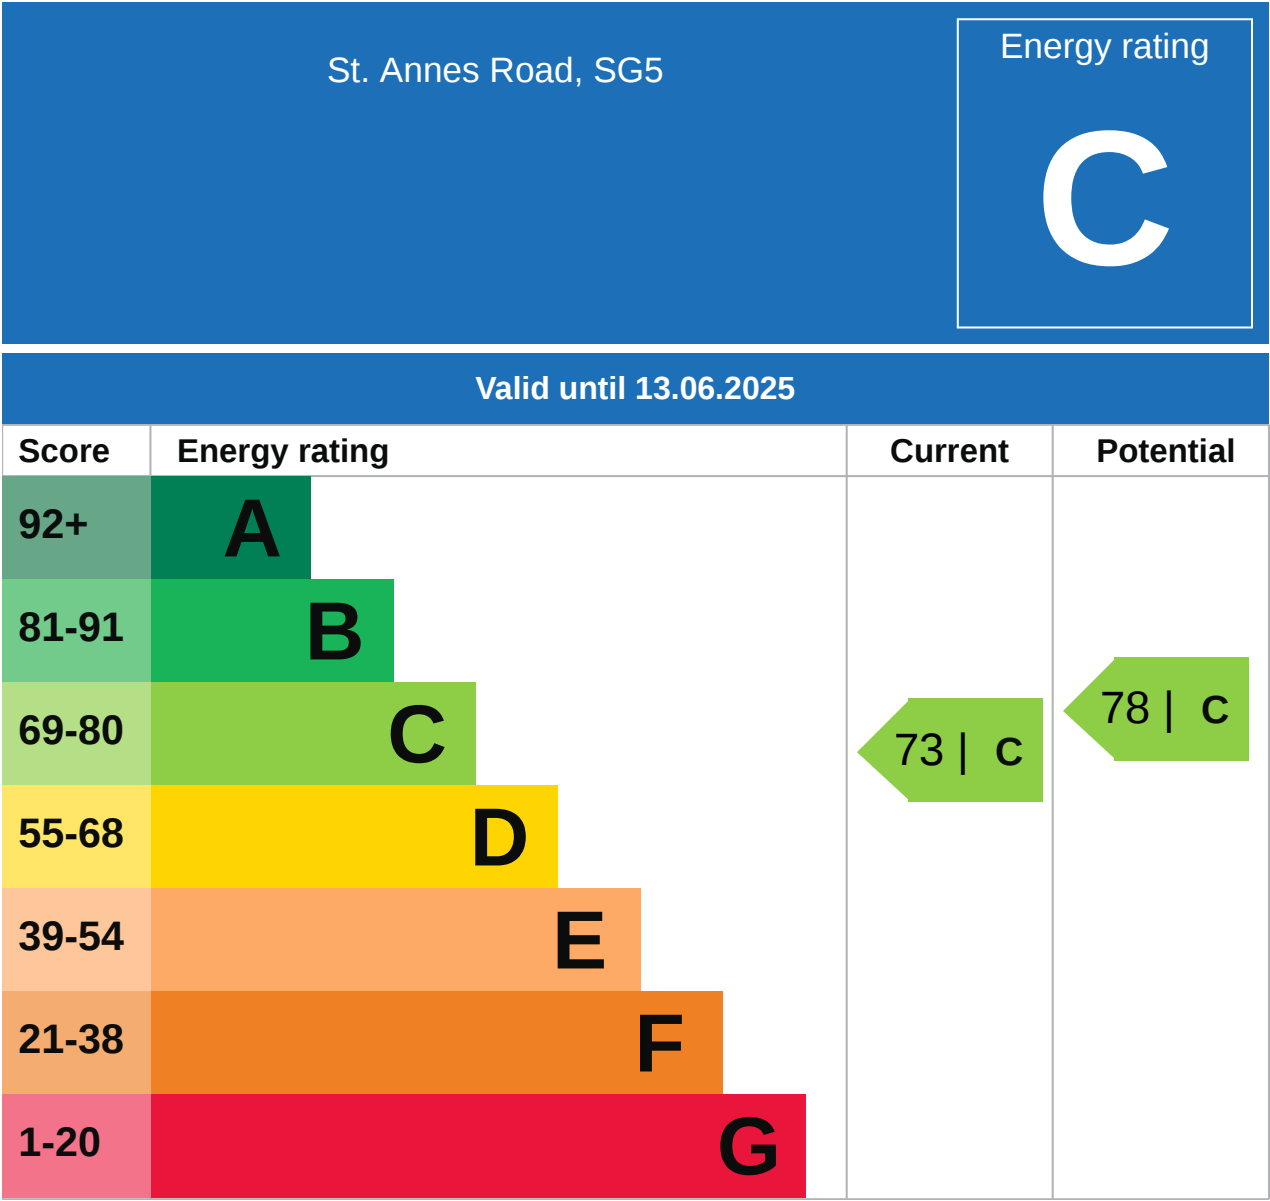 St. Annes Road, SG5
Energy rating
C
Valid until 13.06.2025
Score Energy rating Current Potential
92+ A
81-91 B
69-80 C
73 | C
78 | C
55-68 D
39-54 E
21-38 F
1-20 G